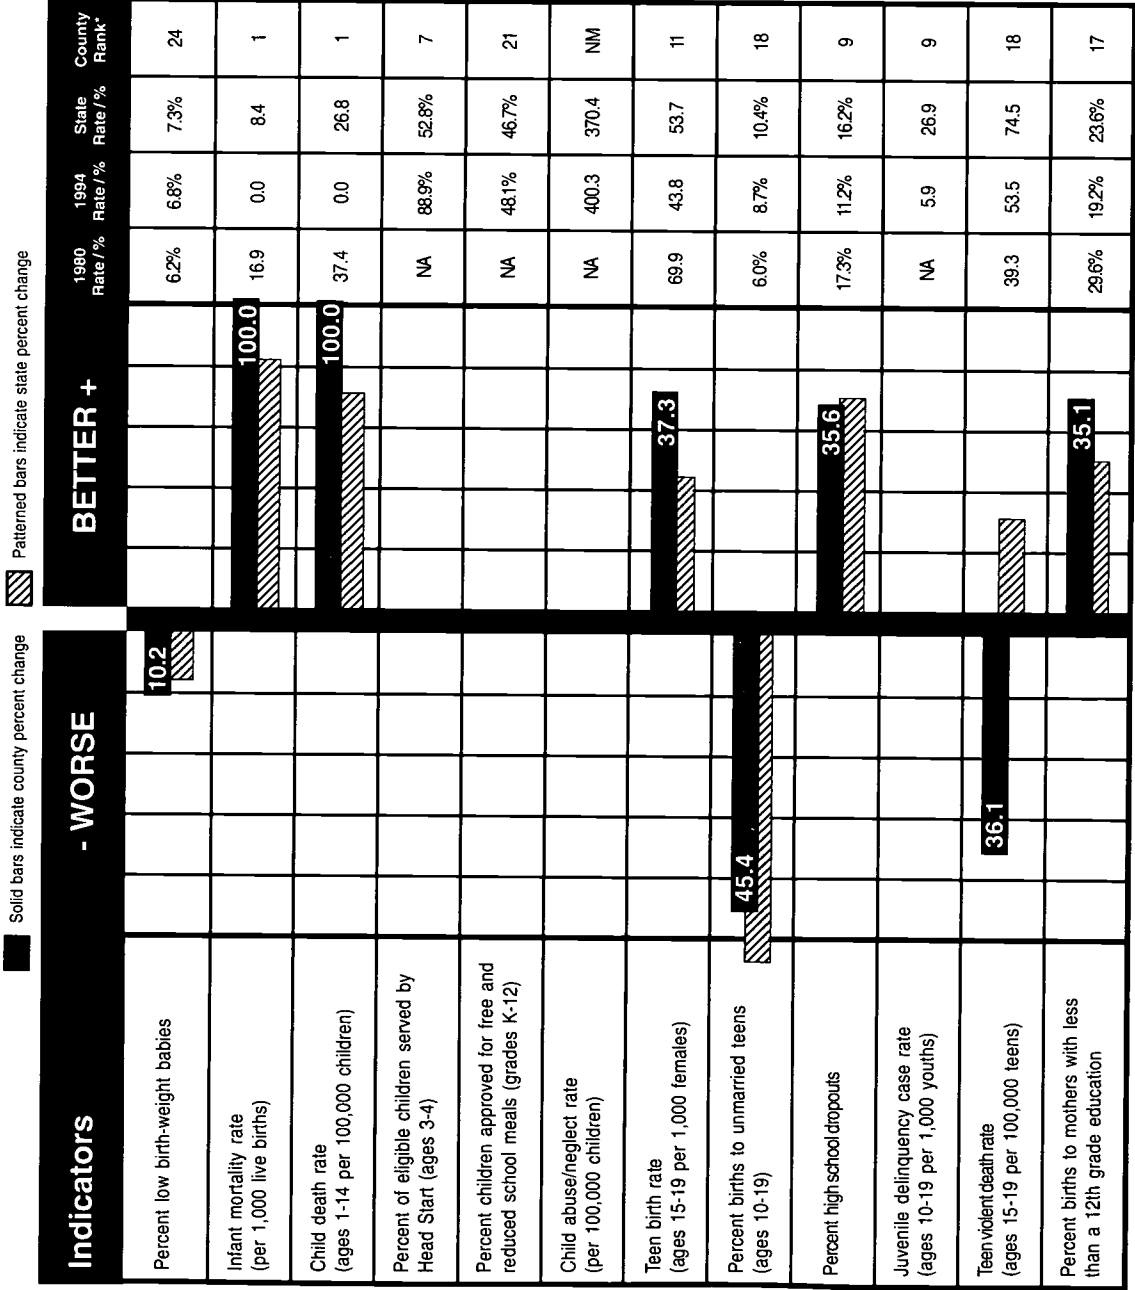 Solid bars indicate county percent change
Patterned bars indicate state percent change
Indicators
- WORSE
BETTER +
1980
Rate / %
1994
Rate / %
State
Rate / %
County
Rank*
Percent low birth-weight babies
10.2
6.2%
6.8%
7.3%
24
Infant mortality rate
(per 1,000 live births)
100.0
16.9
0.0
8.4
1
Child death rate
(ages 1-14 per 100,000 children)
100.0
37.4
0.0
26.8
1
Percent of eligible children served by
Head Start (ages 3-4)
NA
88.9%
52.8%
7
Percent children approved for free and
reduced school meals (grades K-12)
NA
48.1%
46.7%
21
Child abuse/neglect rate
(per 100,000 children)
NA
400.3
370.4
NM
Teen birth rate
(ages 15-19 per 1,000 females)
37.3
69.9
43.8
53.7
11
Percent births to unmarried teens
(ages 10-19)
45.4
6.0%
8.7%
10.4%
18
Percent high school dropouts
35.6
17.3%
11.2%
16.2%
9
Juvenile delinquency case rate
(ages 10-19 per 1,000 youths)
NA
5.9
26.9
9
Teen violent death rate
(ages 15-19 per 100,000 teens)
36.1
39.3
53.5
74.5
18
Percent births to mothers with less
than a 12th grade education
35.1
29.6%
19.2%
23.6%
17